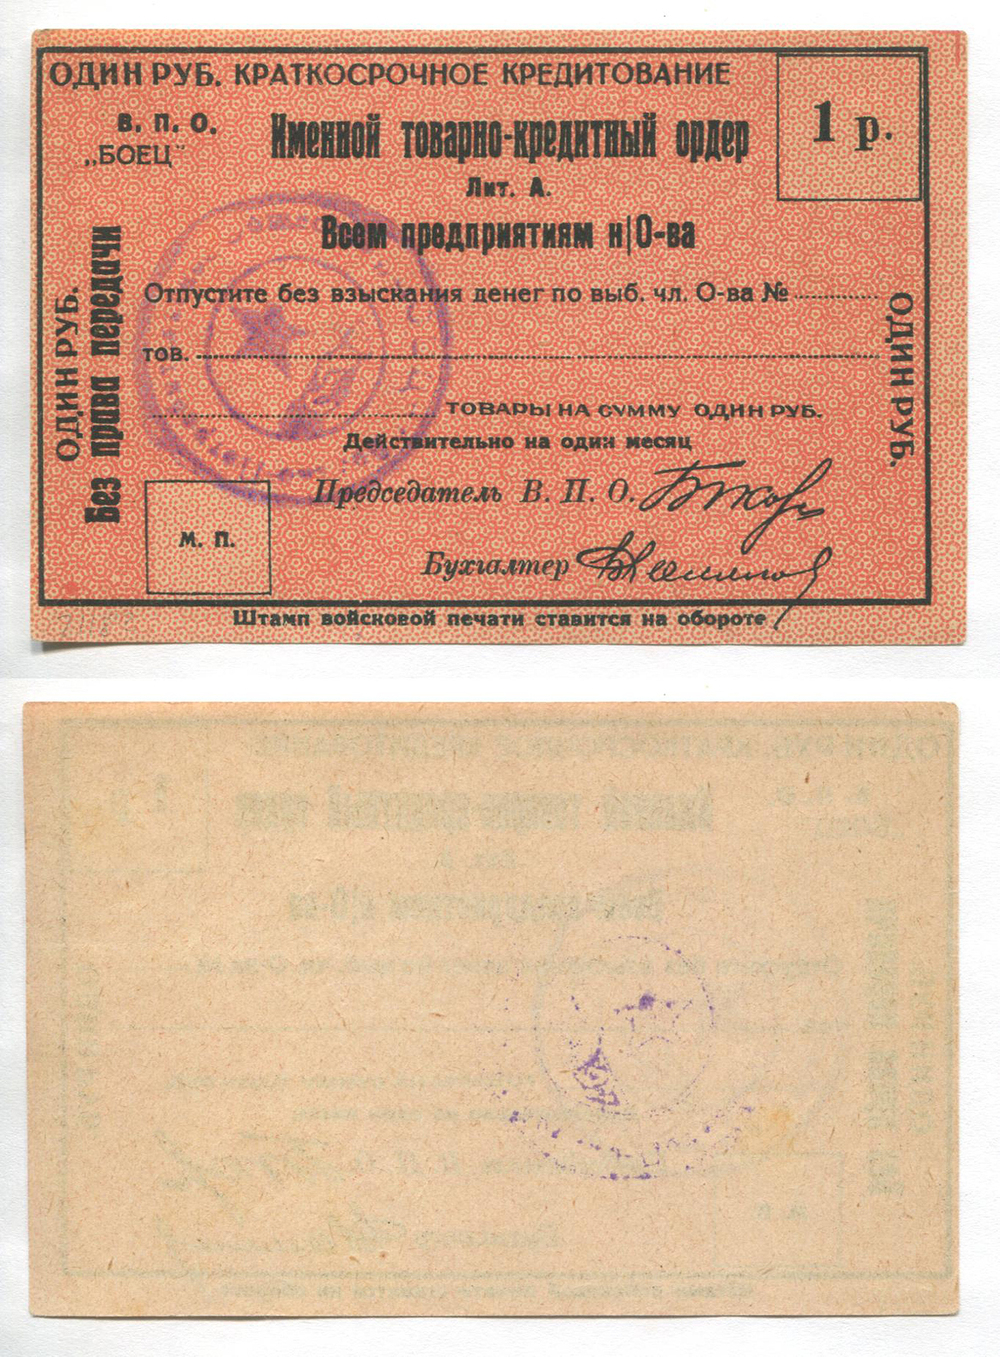 ОДИН РУБ. КРАТКОСРОЧНОЕ КРЕДИТОВАНИЕ
В. П. О.
„БОЕЦ"
Именной товарно-кредитный ордер
1 р.
Лит. А.
Всем предприятиям н|О-ва
Отпустите без взыскания денег по выб. чл. О-ва №
тов.
ТОВАРЫ НА СУММУ ОДИН РУБ.
Действительно на один месяц
Председатель В. П. О.
Бухгалтер
М. П.
ОДИН РУБ.
Без права передачи
ОДИН РУБ.
Штамп войсковой печати ставится на обороте